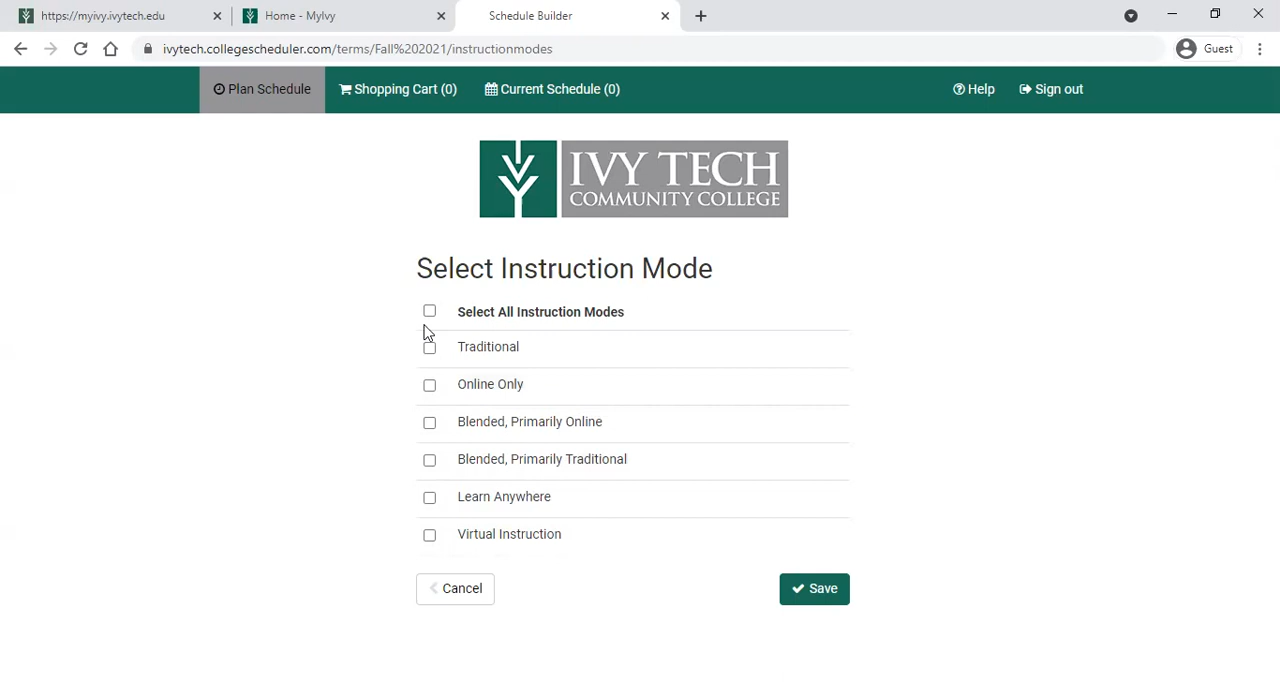 https://myivy.ivytech.edu
Home - MyIvy
Schedule Builder
ivytech.collegescheduler.com/terms/Fall%202021/instructionmodes
Guest
Plan Schedule
Shopping Cart (0)
Current Schedule (0)
Help
Sign out
IVY TECH
COMMUNITY COLLEGE
Select Instruction Mode
Select All Instruction Modes
Traditional
Online Only
Blended, Primarily Online
Blended, Primarily Traditional
Learn Anywhere
Virtual Instruction
Cancel
Save